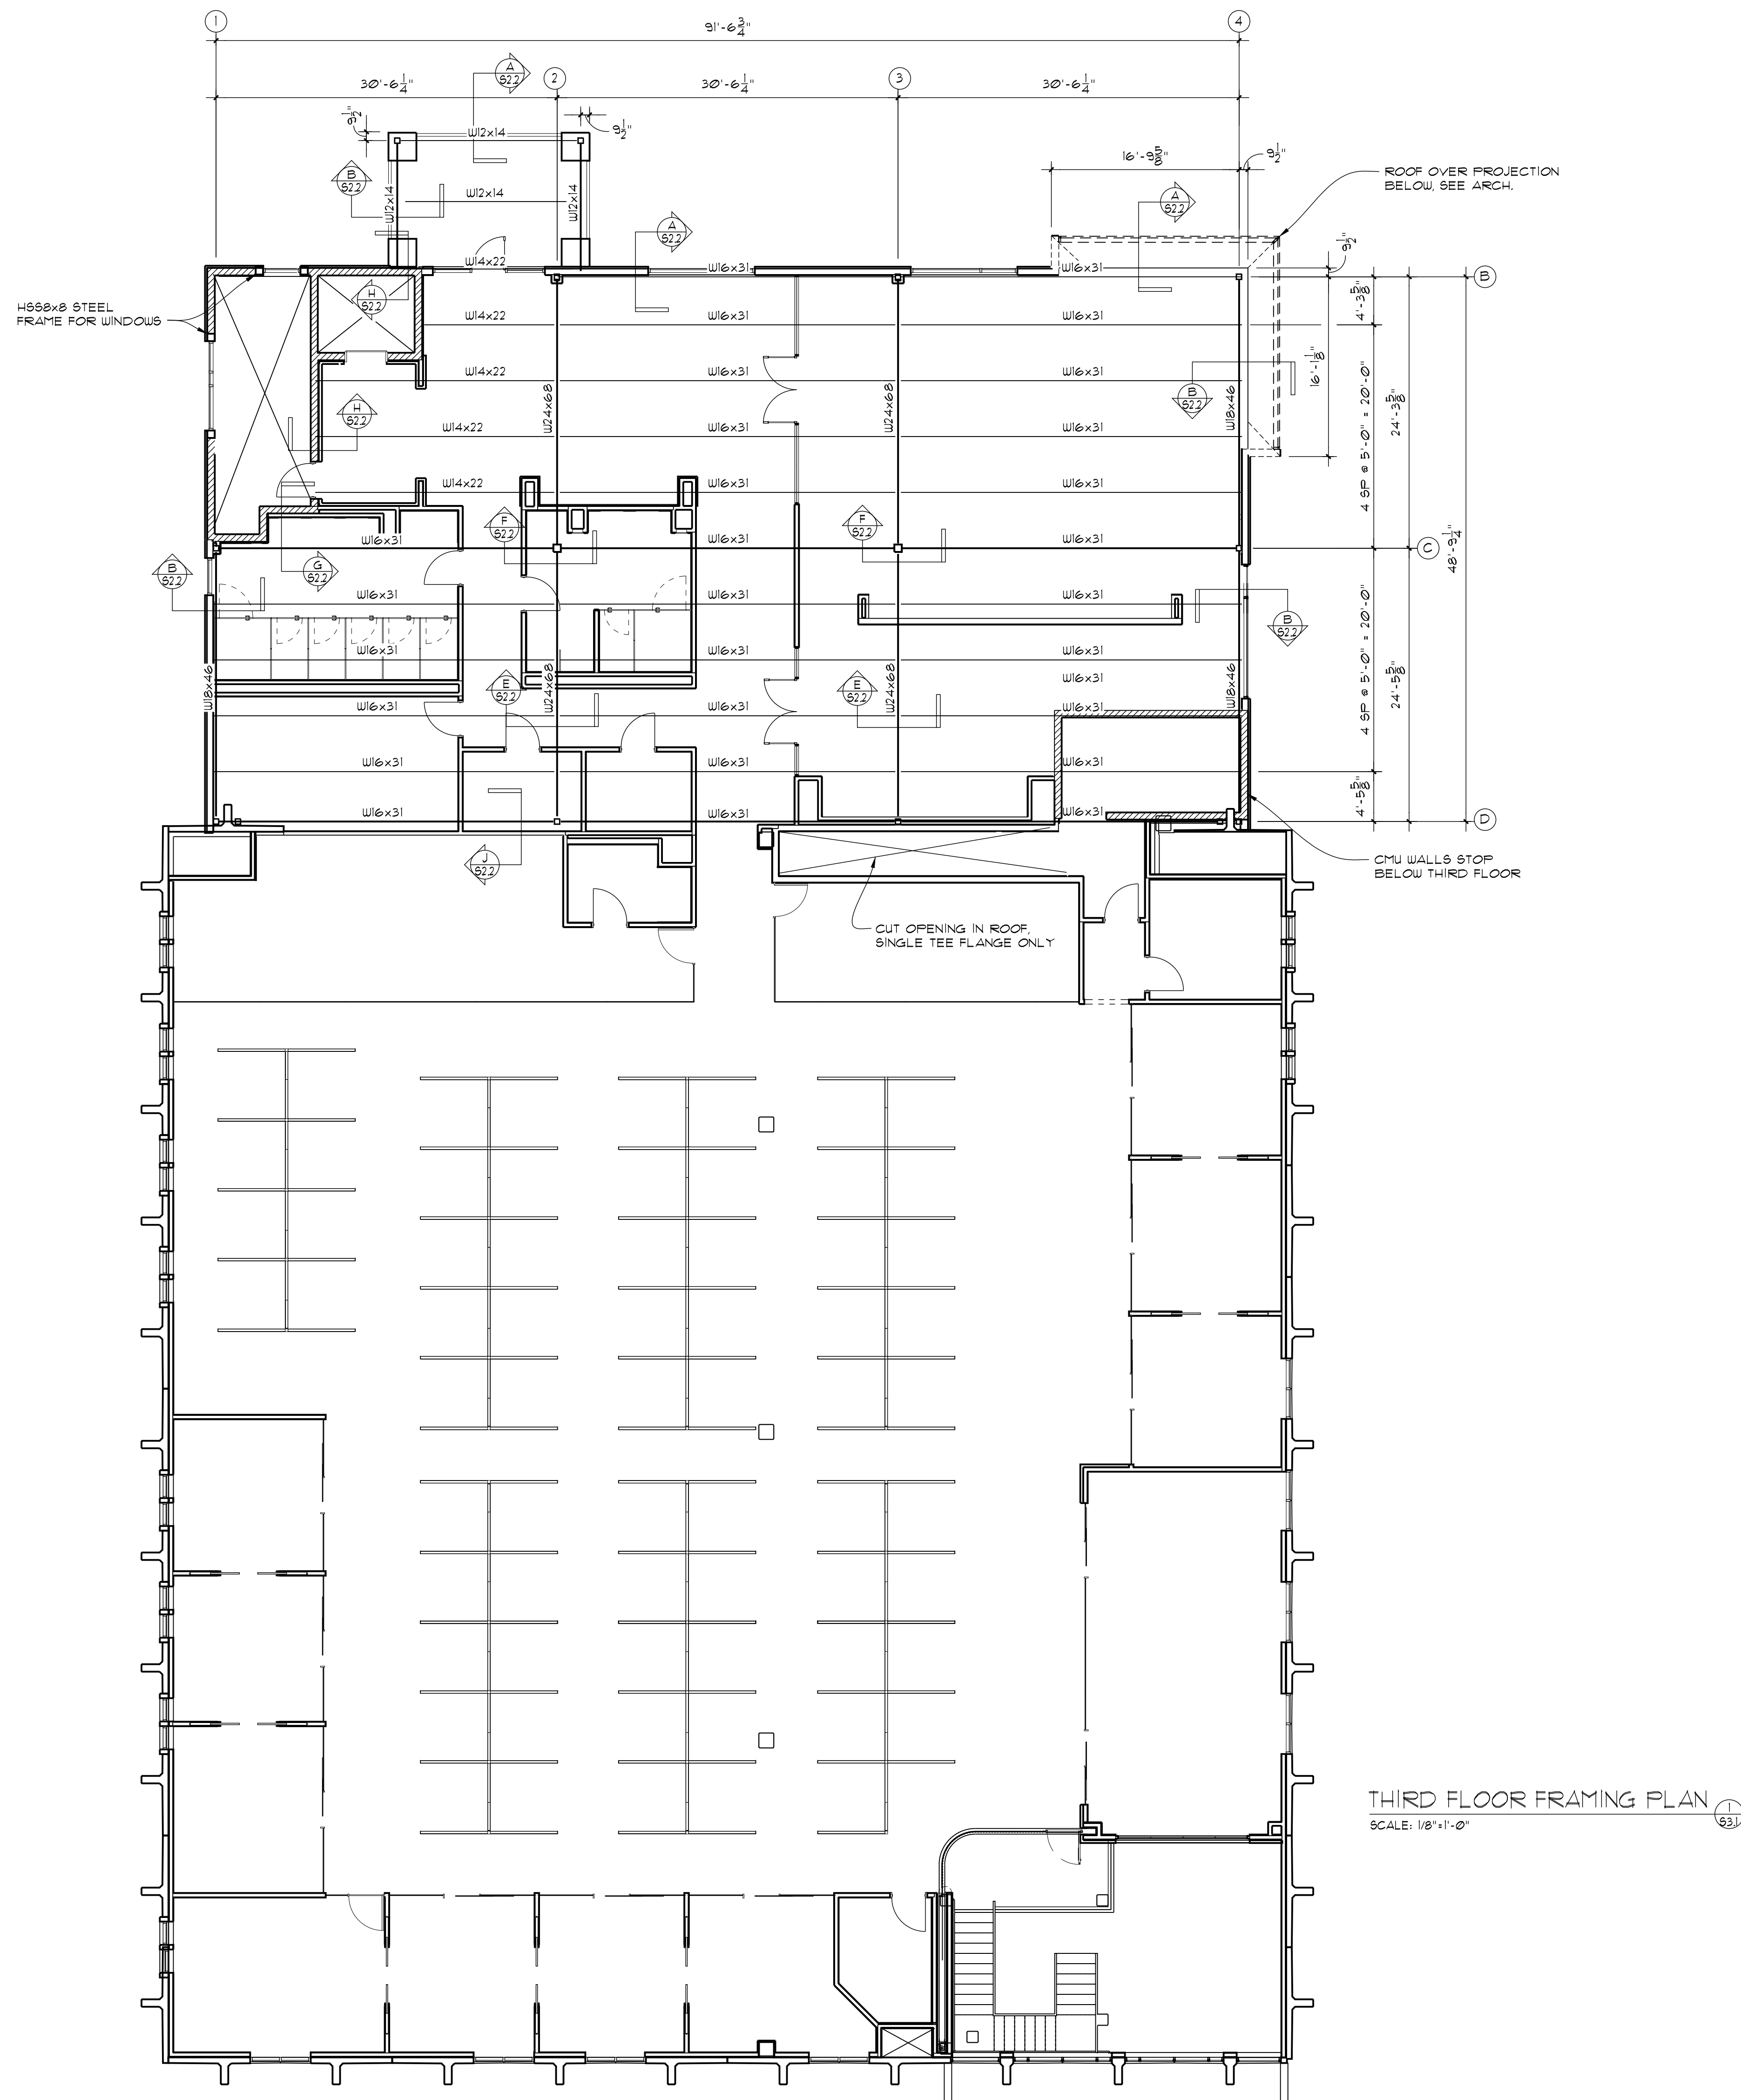 1
4
91'-6 3/4"
30'-6 1/4"
2
30'-6 1/4"
3
30'-6 1/4"
A
S2.2
9 1/2"
W12x14
9 1/2"
B
S2.2
W12x14
W12x14
W12x14
16'-9 5/8"
9 1/2"
ROOF OVER PROJECTION
BELOW, SEE ARCH.
A
S2.2
A
S2.2
9 1/2"
W14x22
W16x31
W16x31
B
HSS8x8 STEEL
FRAME FOR WINDOWS
H
S2.2
W14x22
W16x31
W16x31
4'-3 5/8"
16'-1 1/8"
W14x22
W16x31
W16x31
W24x68
W24x68
W18x46
B
S2.2
4 SP @ 5'-0" = 20'-0"
24'-3 5/8"
H
S2.2
W14x22
W16x31
W16x31
W14x22
W16x31
W16x31
F
S2.2
F
S2.2
W16x31
W16x31
W16x31
C
48'-9 1/4"
B
S2.2
G
S2.2
W16x31
W16x31
W16x31
B
S2.2
W16x31
W16x31
W16x31
W18x46
W24x68
W24x68
W18x46
4 SP @ 5'-0" = 20'-0"
24'-5 5/8"
E
S2.2
E
S2.2
W16x31
W16x31
W16x31
W16x31
W16x31
W16x31
W16x31
4'-5 5/8"
W16x31
W16x31
W16x31
D
J
S2.2
CMU WALLS STOP
BELOW THIRD FLOOR
CUT OPENING IN ROOF,
SINGLE TEE FLANGE ONLY
THIRD FLOOR FRAMING PLAN
1
S3.1
SCALE: 1/8"=1'-0"